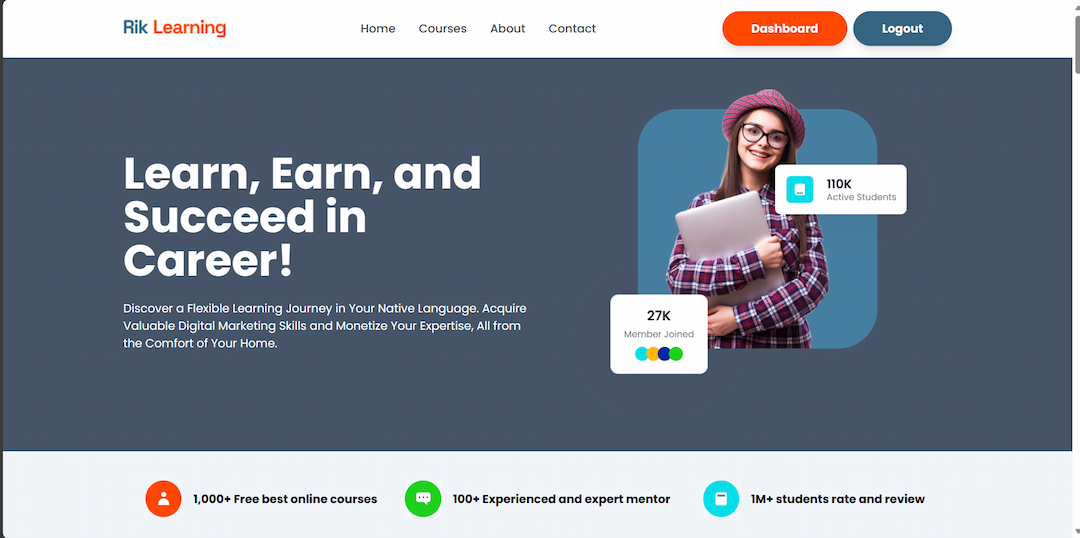 Rik Learning
Home Courses About Contact
Dashboard Logout
Learn, Earn, and
Succeed in
Career!
Discover a Flexible Learning Journey in Your Native Language. Acquire
Valuable Digital Marketing Skills and Monetize Your Expertise, All from
the Comfort of Your Home.
110K
Active Students
27K
Member Joined
1,000+ Free best online courses
100+ Experienced and expert mentor
1M+ students rate and review